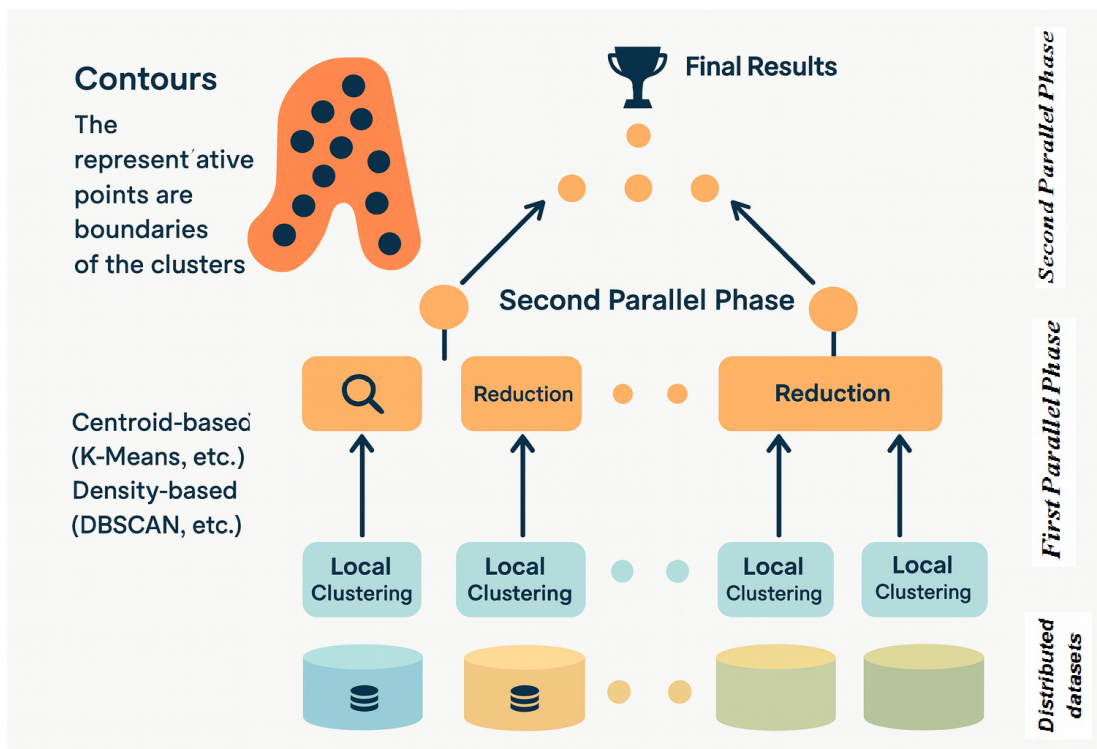 Contours
The
represent′ative
points are
boundaries
of the clusters
Final Results
Second Parallel Phase
Reduction
Reduction
Centroid-based
(K-Means, etc.)
Density-based
(DBSCAN, etc.)
Local
Clustering
Local
Clustering
Local
Clustering
Local
Clustering
Second Parallel Phase
First Parallel Phase
Distributed
datasets